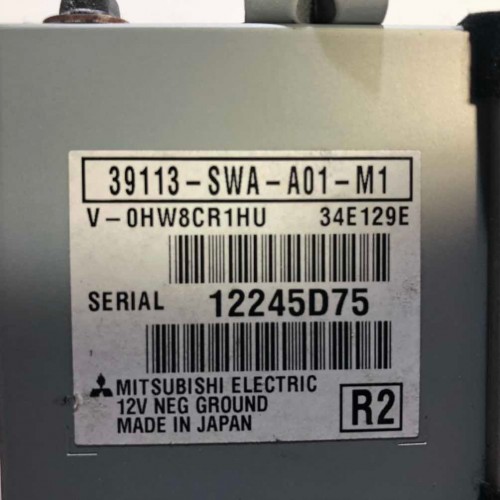 39113-SWA-A01-M1
V-0HW8CR1HU 34E129E
SERIAL 12245D75
MITSUBISHI ELECTRIC
12V NEG GROUND
MADE IN JAPAN
R2